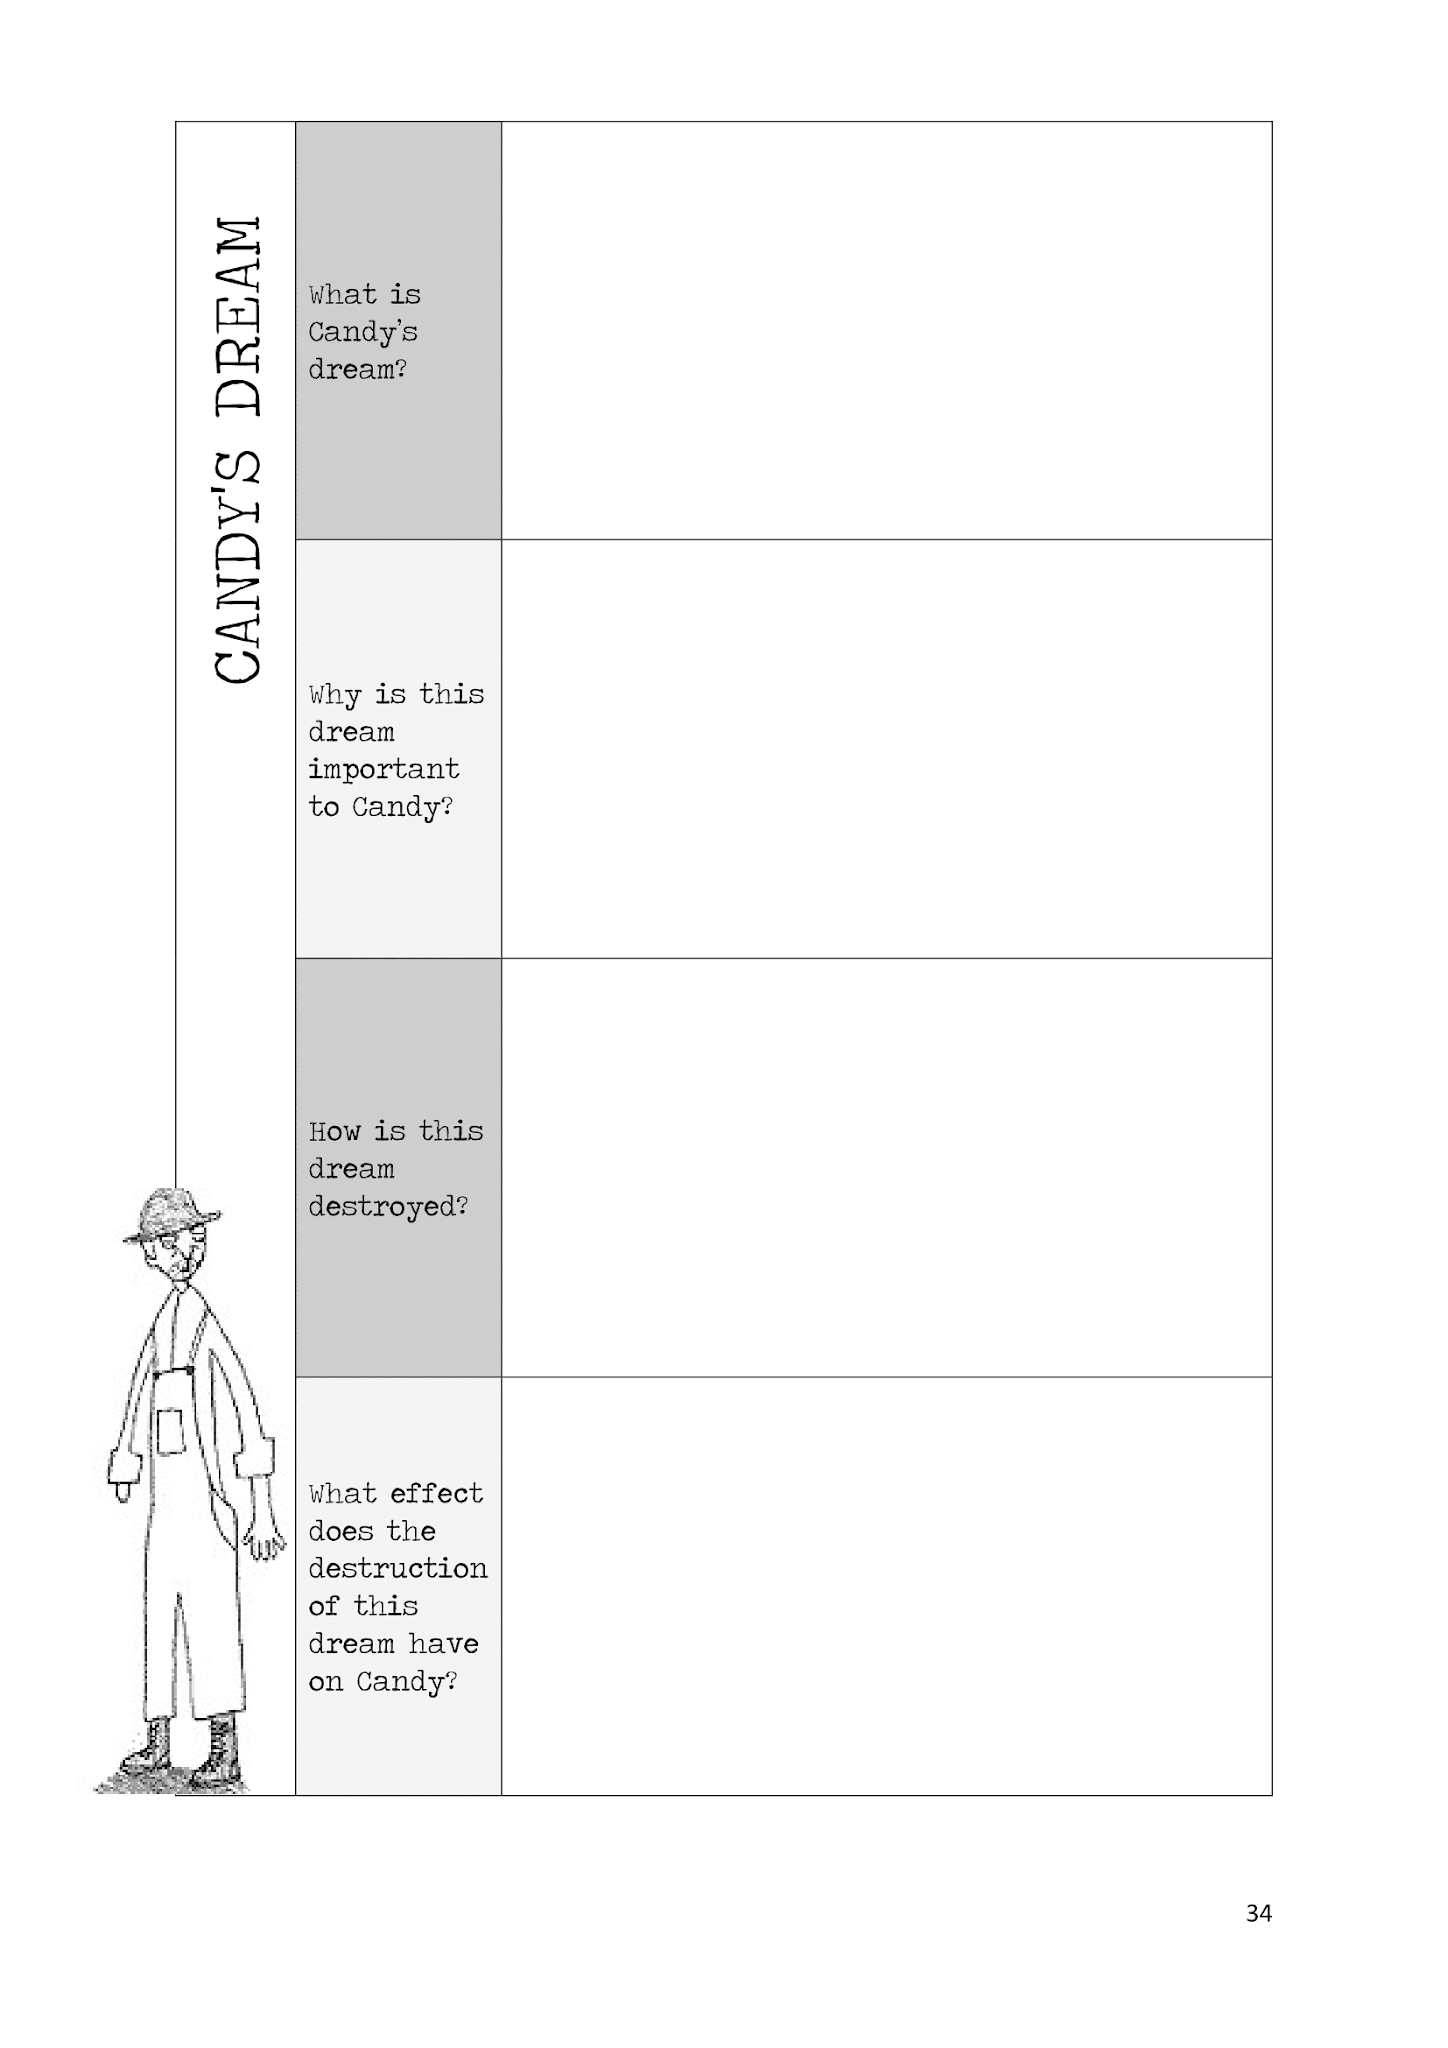 CANDY'S DREAM
What is
Candy's
dream?
Why is this
dream
important
to Candy?
How is this
dream
destroyed?
What effect
does the
destruction
of this
dream have
on Candy?
34